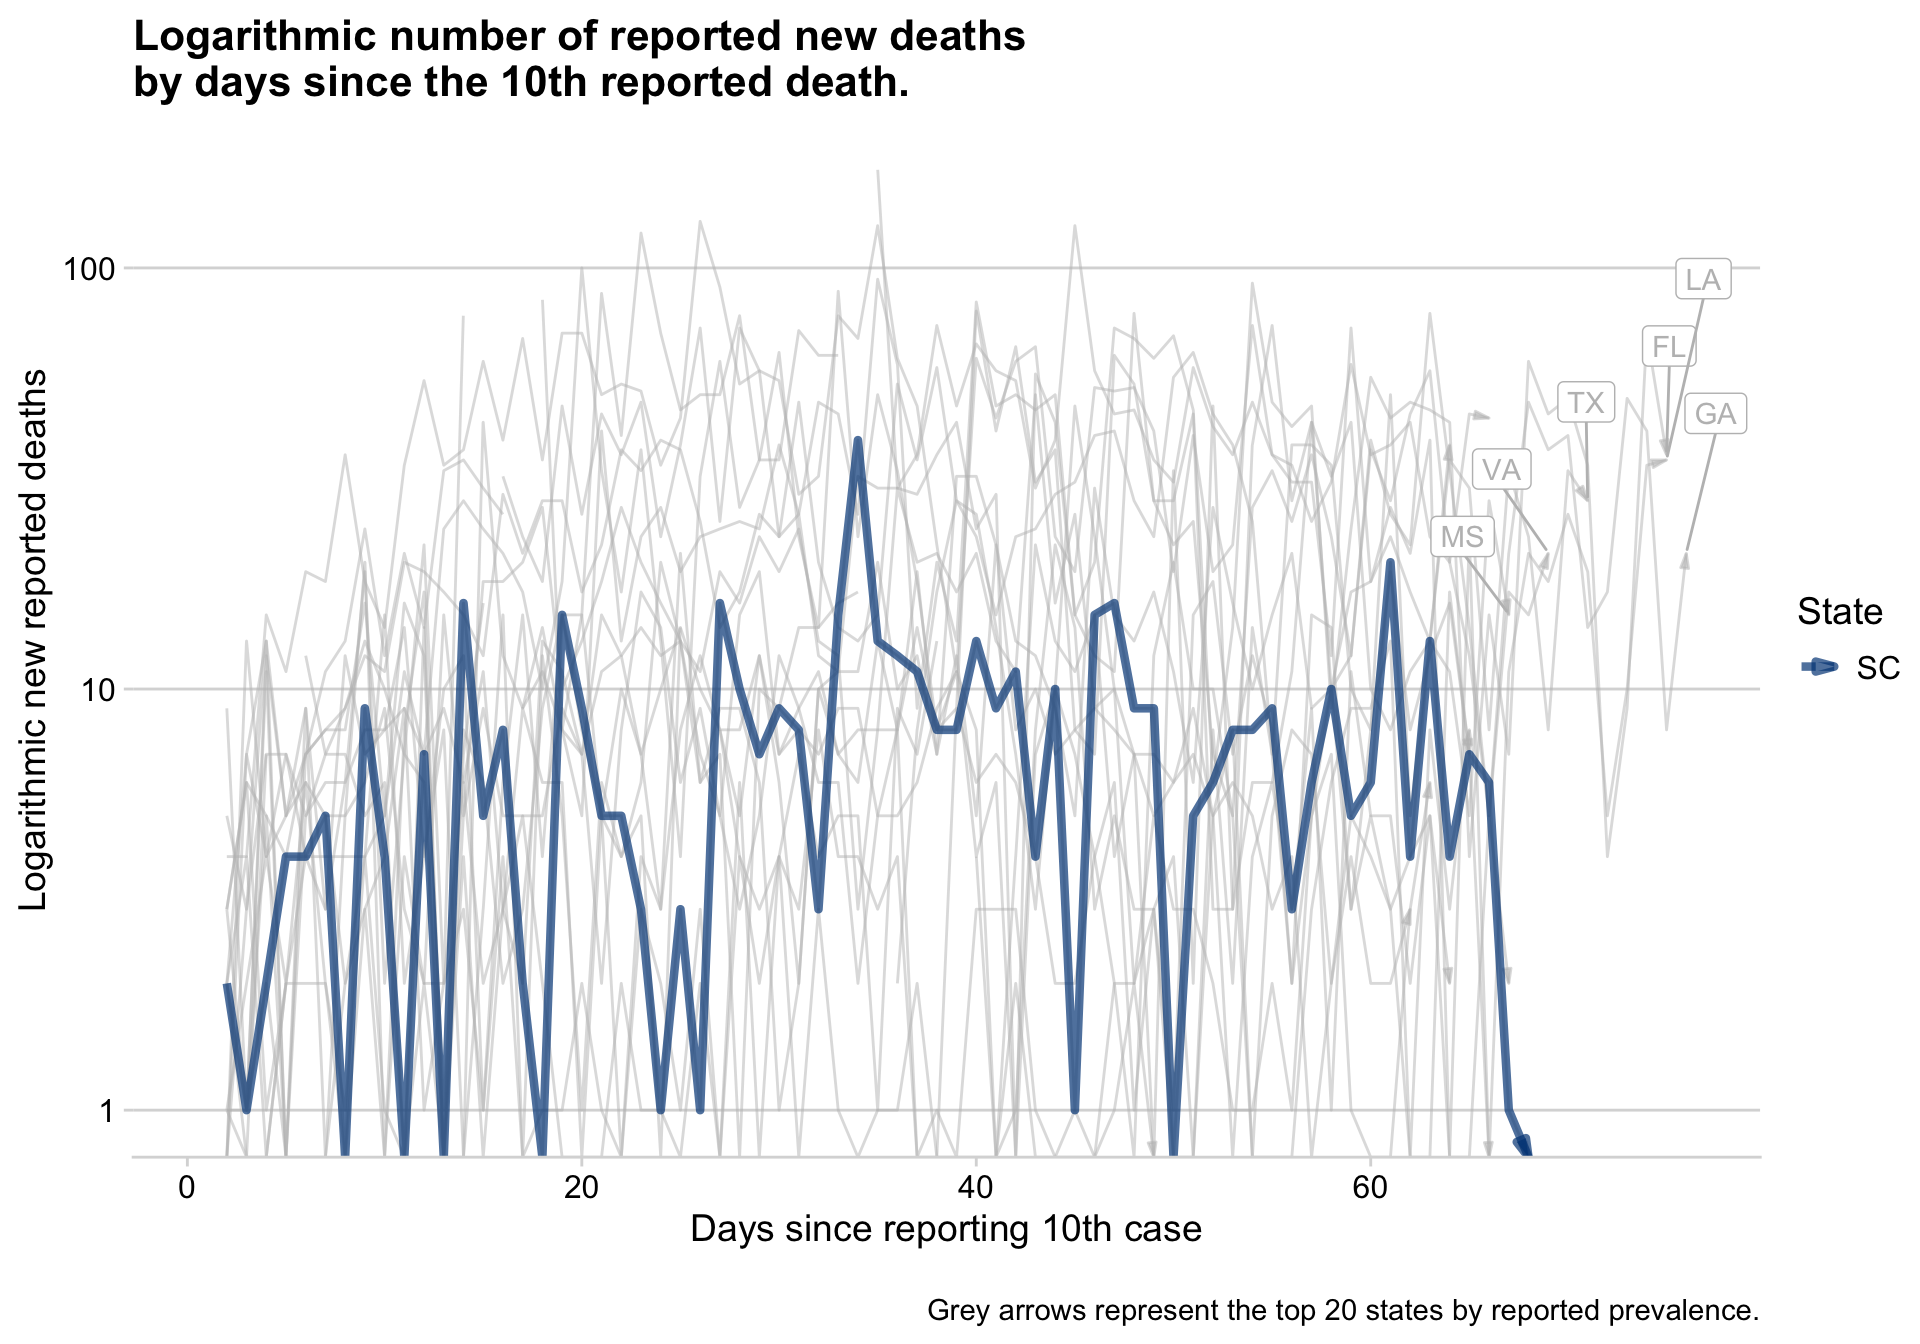 Logarithmic number of reported new deaths
by days since the 10th reported death.
Logarithmic new reported deaths
100
10
1
LA
FL
TX
GA
VA
MS
State
SC
0
20
40
60
Days since reporting 10th case
Grey arrows represent the top 20 states by reported prevalence.